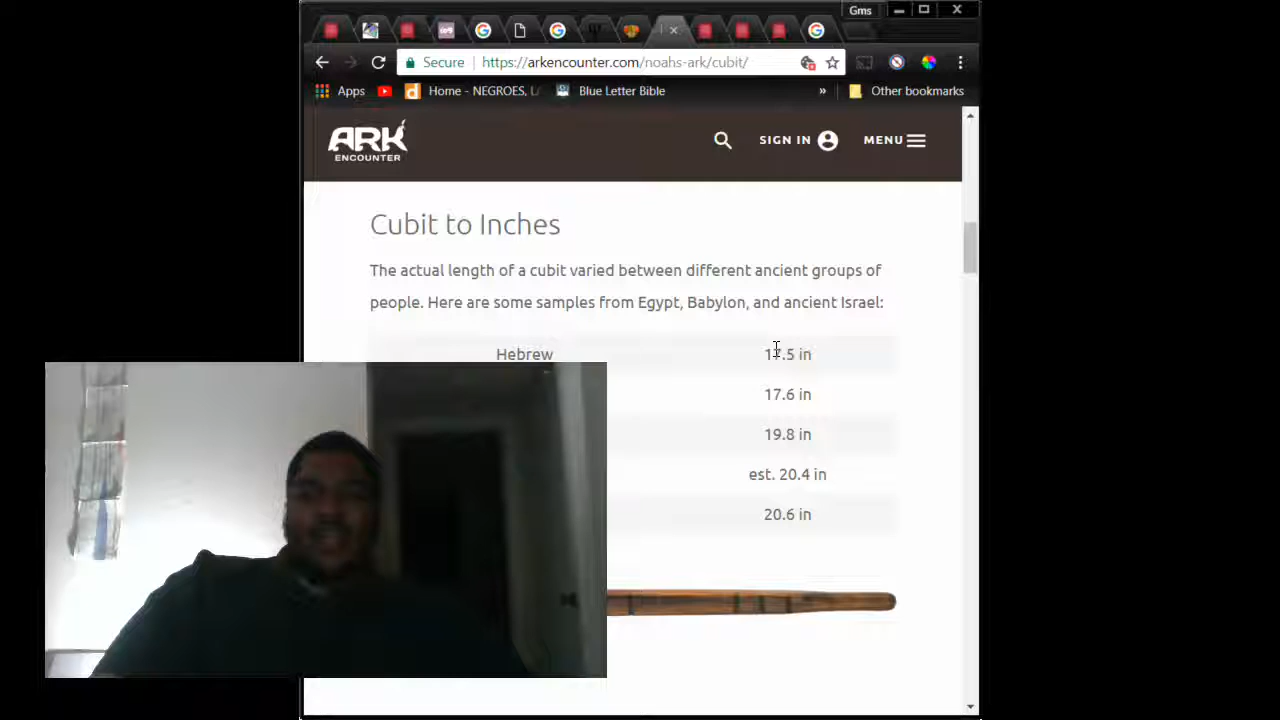 Gms
Secure
https://arkencounter.com/noahs-ark/cubit/
Apps
Home - NEGROES, L
Blue Letter Bible
»
Other bookmarks
ARK
ENCOUNTER
SIGN IN
MENU
Cubit to Inches
The actual length of a cubit varied between different ancient groups of
people. Here are some samples from Egypt, Babylon, and ancient Israel:
Hebrew 17.5 in
17.6 in
19.8 in
est. 20.4 in
20.6 in